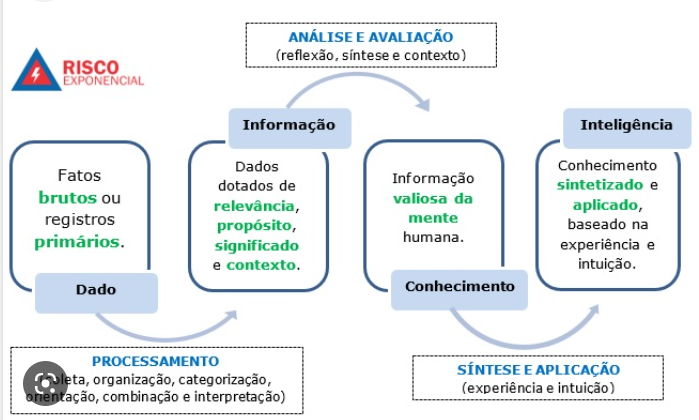 ANÁLISE E AVALIAÇÃO
(reflexão, síntese e contexto)
RISCO
EXPONENCIAL
Informação
Inteligência
Fatos
brutos ou
registros
primários.
Dado
Dados
dotados de
relevância,
propósito,
significado
e contexto.
Informação
valiosa da
mente
humana.
Conhecimento
Conhecimento
sintetizado e
aplicado,
baseado na
experiência e
intuição.
PROCESSAMENTO
organização, categorização,
combinação e interpretação)
SÍNTESE E APLICAÇÃO
(experiência e intuição)